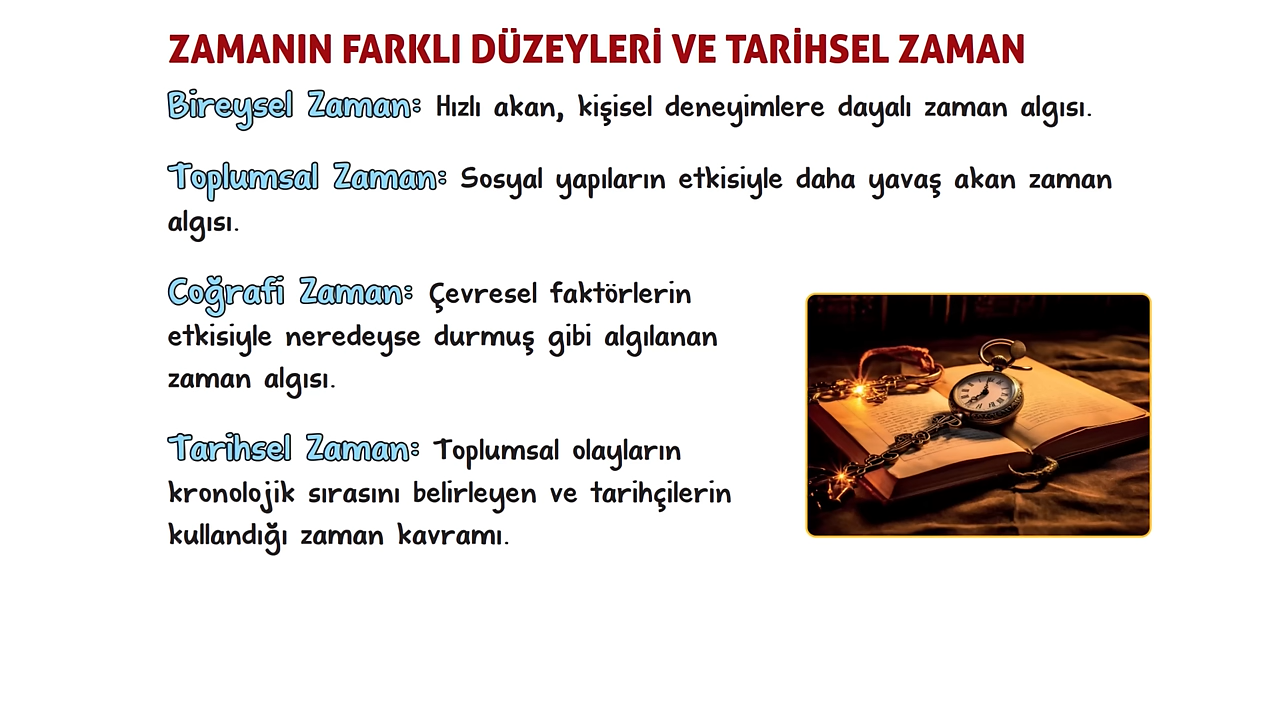 ZAMANIN FARKLI DÜZEYLERİ VE TARİHSEL ZAMAN
Bireysel Zaman: Hızlı akan, kişisel deneyimlere dayalı zaman algısı.
Toplumsal Zaman: Sosyal yapıların etkisiyle daha yavaş akan zaman
algısı.
Coğrafi Zaman: Çevresel faktörlerin
etkisiyle neredeyse durmuş gibi algılanan
zaman algısı.
Tarihsel Zaman: Toplumsal olayların
kronolojik sırasını belirleyen ve tarihçilerin
kullandığı zaman kavramı.